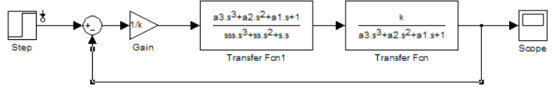 Step
1/k
Gain
a3.s³+a2.s²+a1.s+1
sss.s³+ss.s²+s.s
Transfer Fcn1
k
a3.s³+a2.s²+a1.s+1
Transfer Fcn
Scope